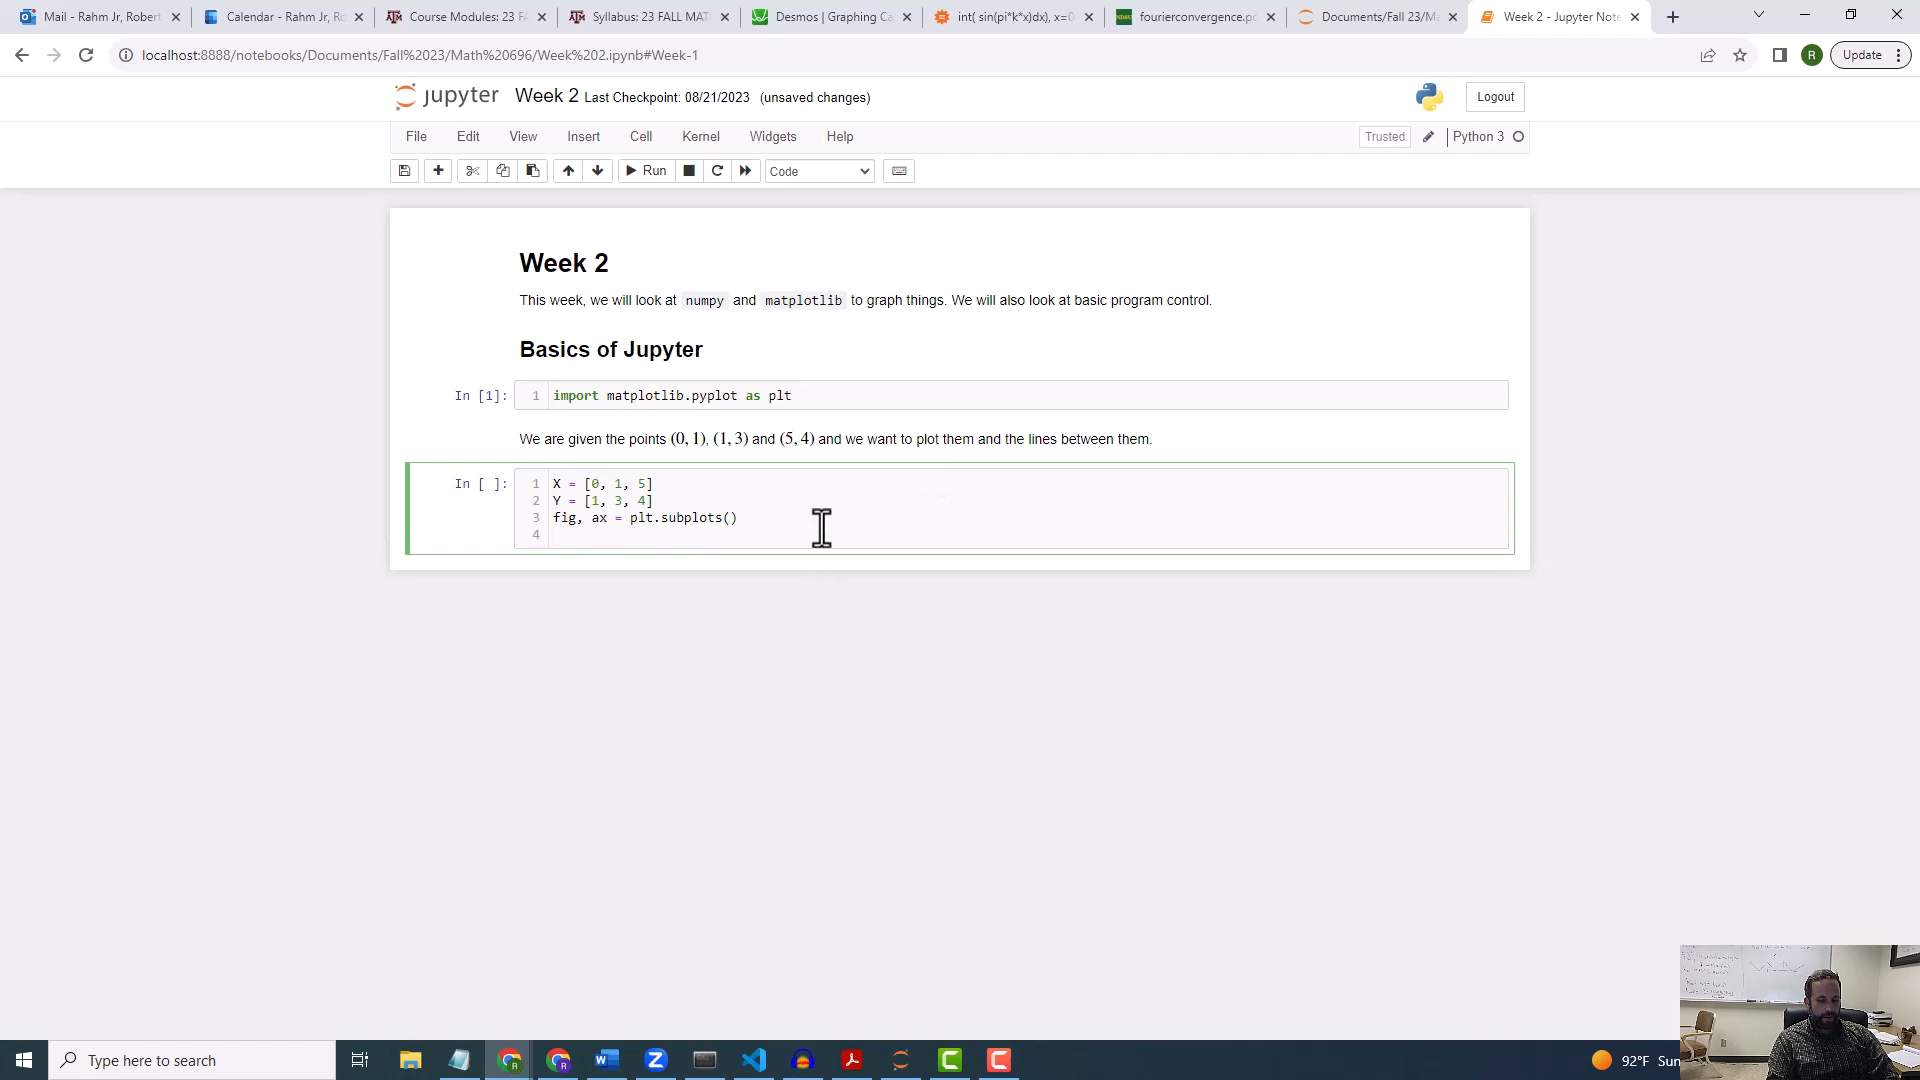 Mail - Rahm Jr, Robert
Calendar - Rahm Jr, Ro
Course Modules: 23 FA
Syllabus: 23 FALL MAT
Desmos | Graphing Ca
int( sin(pi*k*x)dx), x=0
fourierconvergence.pd
Documents/Fall 23/Ma
Week 2 - Jupyter Note
localhost:8888/notebooks/Documents/Fall%2023/Math%20696/Week%202.ipynb#Week-1
R
Update
jupyter
Week 2 Last Checkpoint: 08/21/2023 (unsaved changes)
Logout
File Edit View Insert Cell Kernel Widgets Help
Trusted
Python 3
Run
Code
Week 2
This week, we will look at numpy and matplotlib to graph things. We will also look at basic program control.
Basics of Jupyter
In [1]: 1 import matplotlib.pyplot as plt
We are given the points (0, 1), (1, 3) and (5, 4) and we want to plot them and the lines between them.
In [ ]: 1 X = [0, 1, 5]
2 Y = [1, 3, 4]
3 fig, ax = plt.subplots()
4
Type here to search
92°F Sun